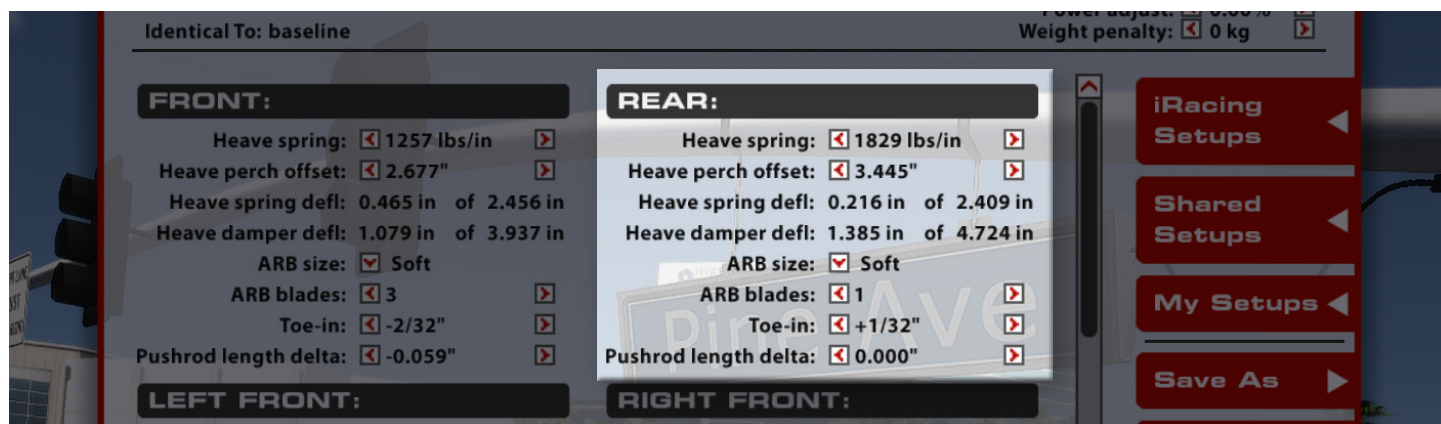 Power adjust: 0.00%
Identical To: baseline
Weight penalty: 0 kg
FRONT:
Heave spring: 1257 lbs/in
Heave perch offset: 2.677"
Heave spring defl: 0.465 in of 2.456 in
Heave damper defl: 1.079 in of 3.937 in
ARB size: Soft
ARB blades: 3
Toe-in: -2/32"
Pushrod length delta: -0.059"
LEFT FRONT:
REAR:
Heave spring: 1829 lbs/in
Heave perch offset: 3.445"
Heave spring defl: 0.216 in of 2.409 in
Heave damper defl: 1.385 in of 4.724 in
ARB size: Soft
ARB blades: 1
Toe-in: +1/32"
Pushrod length delta: 0.000"
RIGHT FRONT:
iRacing
Setups
Shared
Setups
My Setups
Save As
Pine Ave